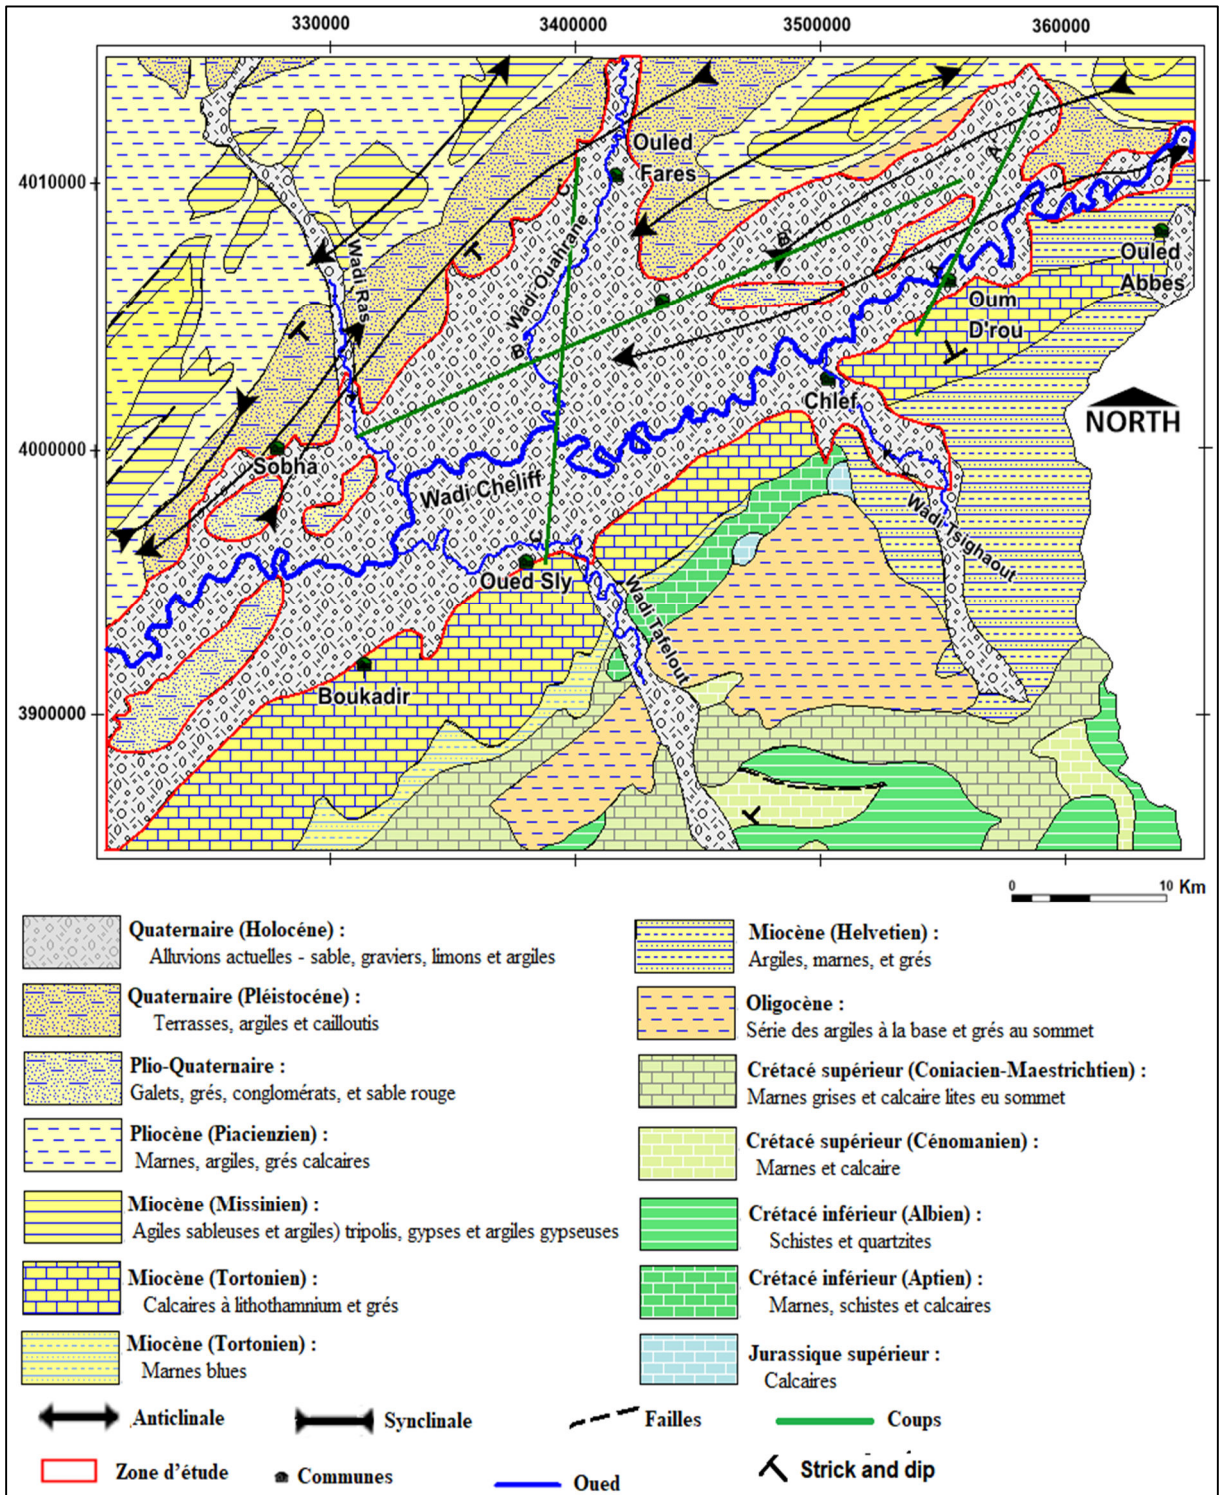 330000
3400000
3500000
360000
4010000
4000000
3900000
Ouled
Fares
C
A
Wadi Ras
Wadi Ouahrane
B'
A'
Ouled
Abbes
Oum
D'rou
B
Chlef
NORTH
Sobha
Wadi Cheliff
Wadi Tsighaout
C'
Oued Sly
Wadi Tafelout
Boukadir
0 10 Km
Quaternaire (Holocéne) :
Alluvions actuelles - sable, graviers, limons et argiles
Quaternaire (Pléistocéne) :
Terrasses, argiles et cailloutis
Plio-Quaternaire :
Galets, grés, conglomérats, et sable rouge
Pliocène (Piacienzien) :
Marnes, argiles, grés calcaires
Miocène (Missinien) :
Agiles sableuses et argiles) tripolis, gypses et argiles gypseuses
Miocène (Tortonien) :
Calcaires à lithothamnium et grés
Miocène (Tortonien) :
Marnes blues
Miocène (Helvetien) :
Argiles, marnes, et grés
Oligocène :
Série des argiles à la base et grés au sommet
Crétacé supérieur (Coniacien-Maestrichtien) :
Marnes grises et calcaire lites eu sommet
Crétacé supérieur (Cénomanien) :
Marnes et calcaire
Crétacé inférieur (Albien) :
Schistes et quartzites
Crétacé inférieur (Aptien) :
Marnes, schistes et calcaires
Jurassique supérieur :
Calcaires
Anticlinale
Synclinale
Failles
Coups
Zone d'étude
Communes
Oued
Strick and dip